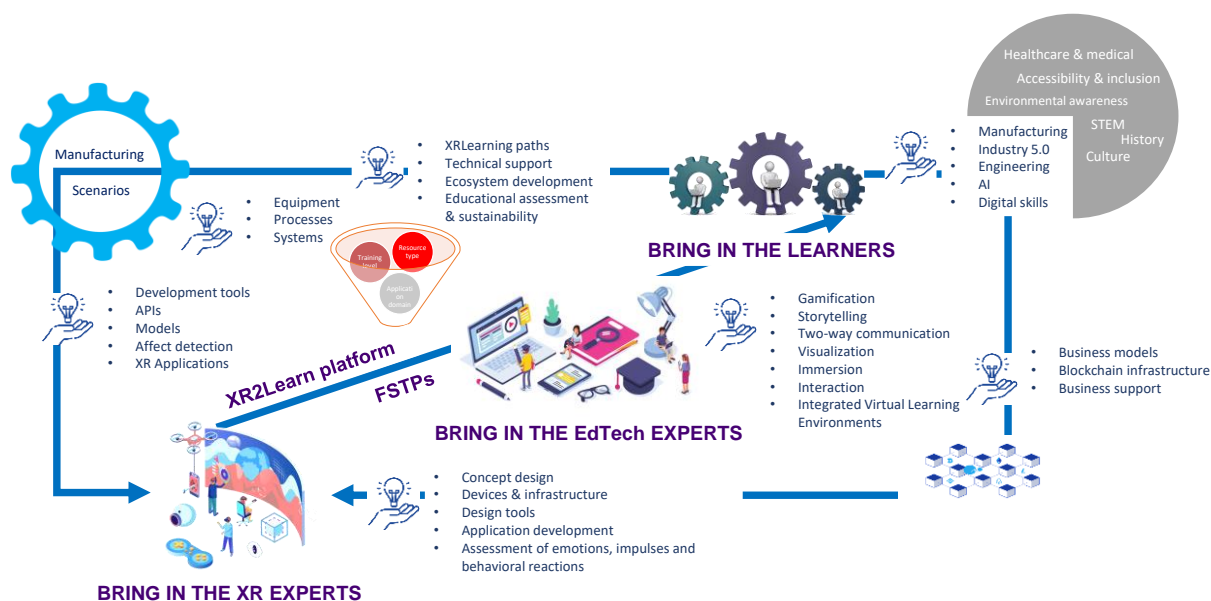 Healthcare & medical
Accessibility & inclusion
Environmental awareness
STEM
History
Culture
Manufacturing
Scenarios
• XRLearning paths
• Technical support
• Ecosystem development
• Educational assessment
& sustainability
• Manufacturing
• Industry 5.0
• Engineering
• AI
• Digital skills
• Equipment
• Processes
• Systems
Training
level
Resource
type
Applicati
on
domain
BRING IN THE LEARNERS
• Development tools
• APIs
• Models
• Affect detection
• XR Applications
• Gamification
• Storytelling
• Two-way communication
• Visualization
• Immersion
• Interaction
• Integrated Virtual Learning
Environments
• Business models
• Blockchain infrastructure
• Business support
XR2Learn platform
FSTPs
BRING IN THE EdTech EXPERTS
• Concept design
• Devices & infrastructure
• Design tools
• Application development
• Assessment of emotions, impulses and
behavioral reactions
BRING IN THE XR EXPERTS